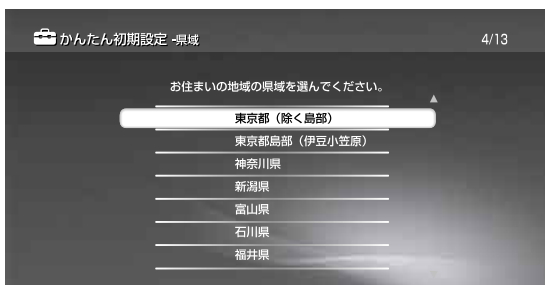 かんたん初期設定 -県域
4/13
お住まいの地域の県域を選んでください。
東京都（除く島部）
東京都島部（伊豆小笠原）
神奈川県
新潟県
富山県
石川県
福井県